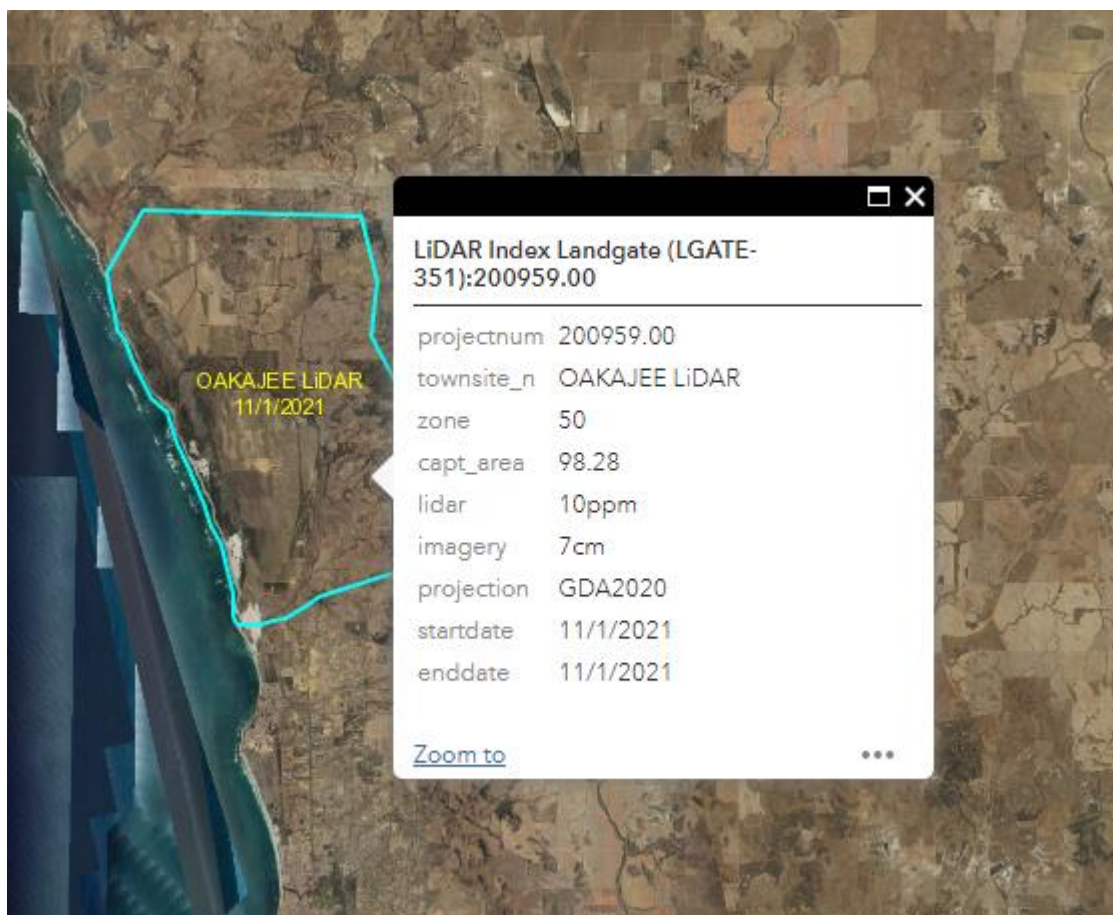 OAKAJEE LiDAR
11/1/2021
LiDAR Index Landgate (LGATE-
351):200959.00
projectnum 200959.00
townsite_n OAKAJEE LiDAR
zone 50
capt_area 98.28
lidar 10ppm
imagery 7cm
projection GDA2020
startdate 11/1/2021
enddate 11/1/2021
Zoom to